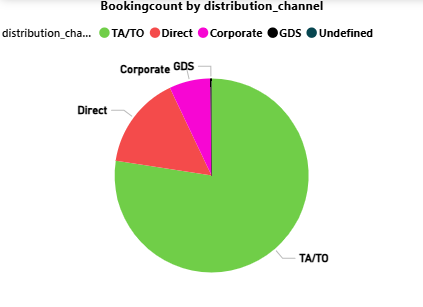 Bookingcount by distribution_channel
distribution_cha... TA/TO Direct Corporate GDS Undefined
Corporate GDS
Direct
TA/TO